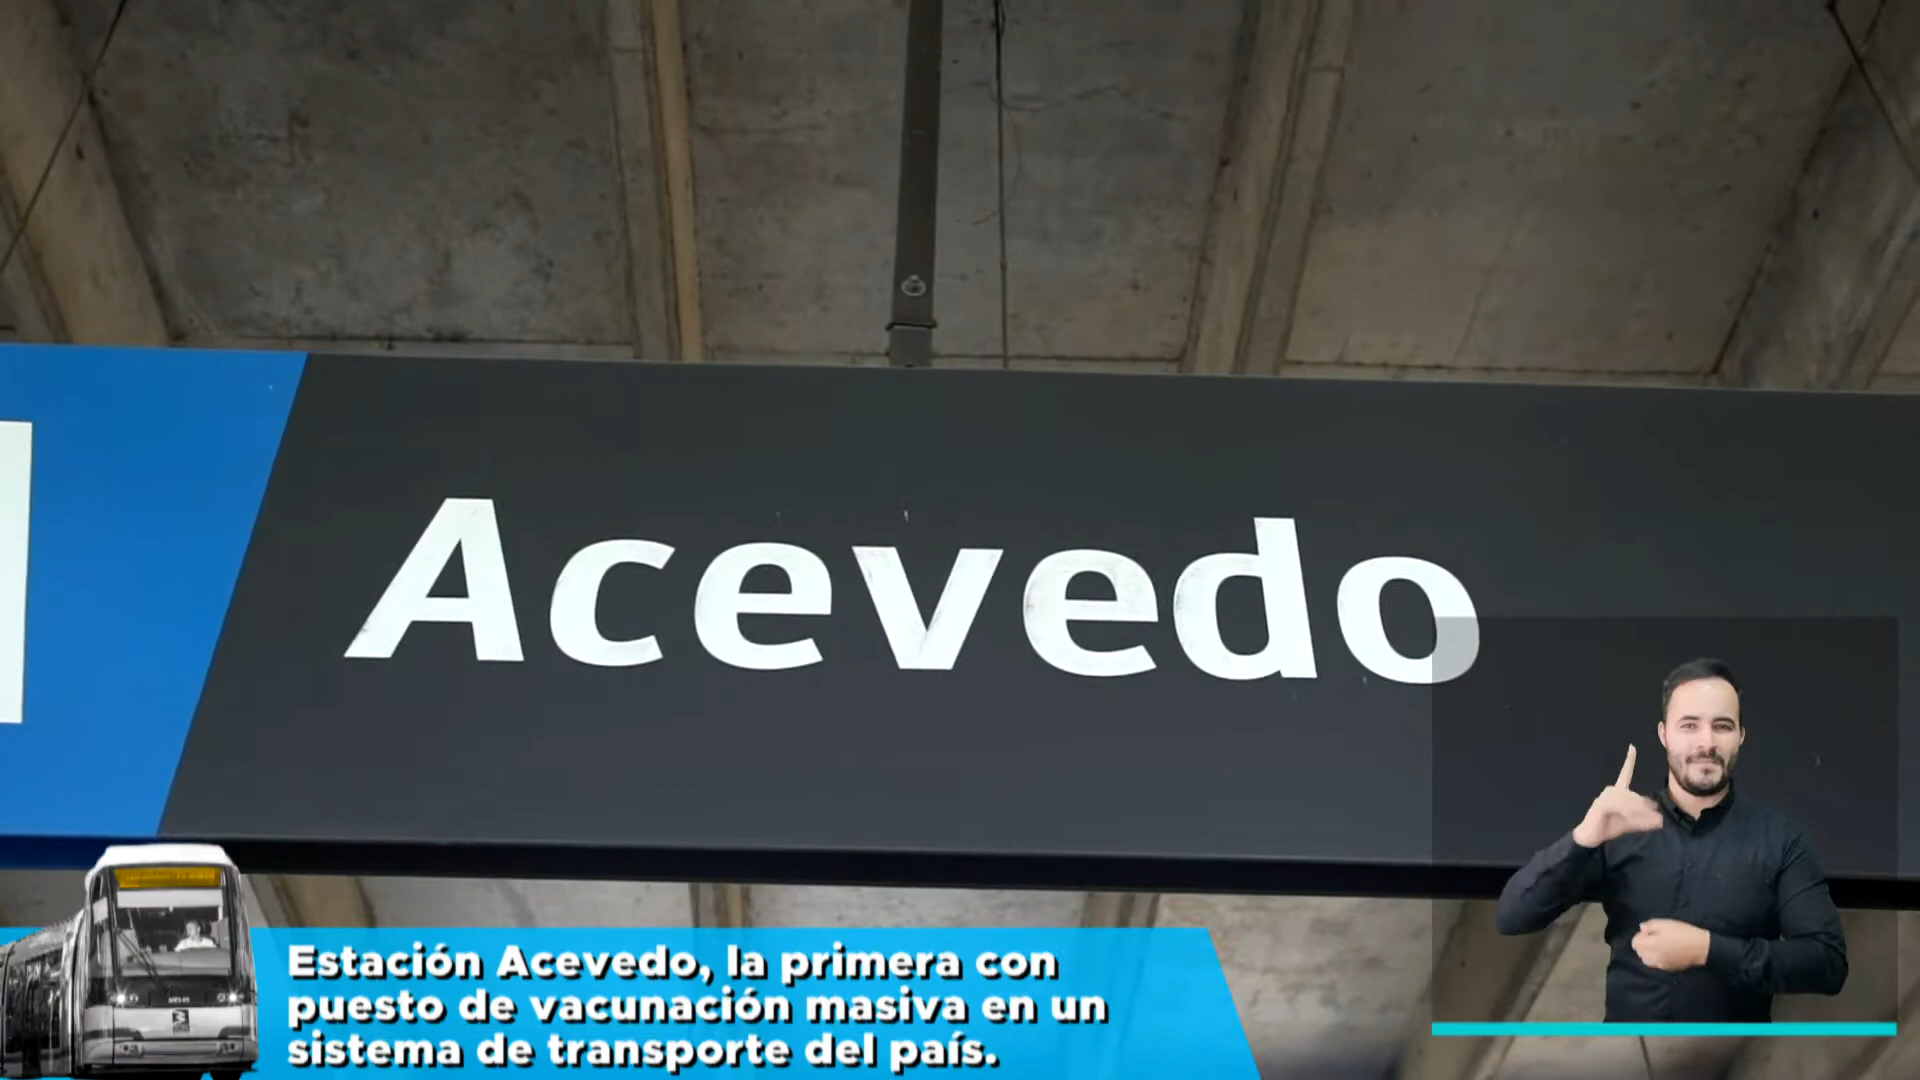 Acevedo
Estación Acevedo, la primera con
puesto de vacunación masiva en un
sistema de transporte del país.